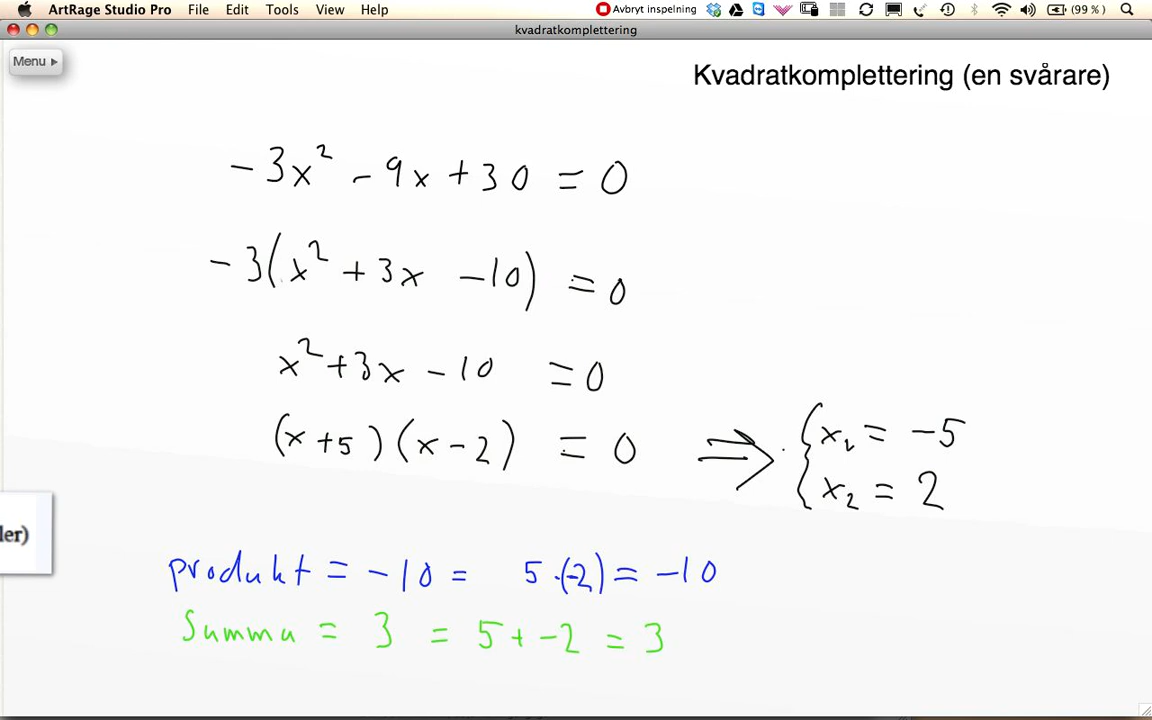 ArtRage Studio Pro File Edit Tools View Help Avbryt inspelning (99 %)
kvadratkomplettering
Menu
Kvadratkomplettering (en svårare)
-3x² - 9x + 30 = 0
-3(x² + 3x - 10) = 0
x² + 3x - 10 = 0
(x + 5)(x - 2) = 0 ⇒ { x₂ = -5
{ x₂ = 2
ler)
produkt = -10 = 5·(-2) = -10
Summa = 3 = 5 + -2 = 3